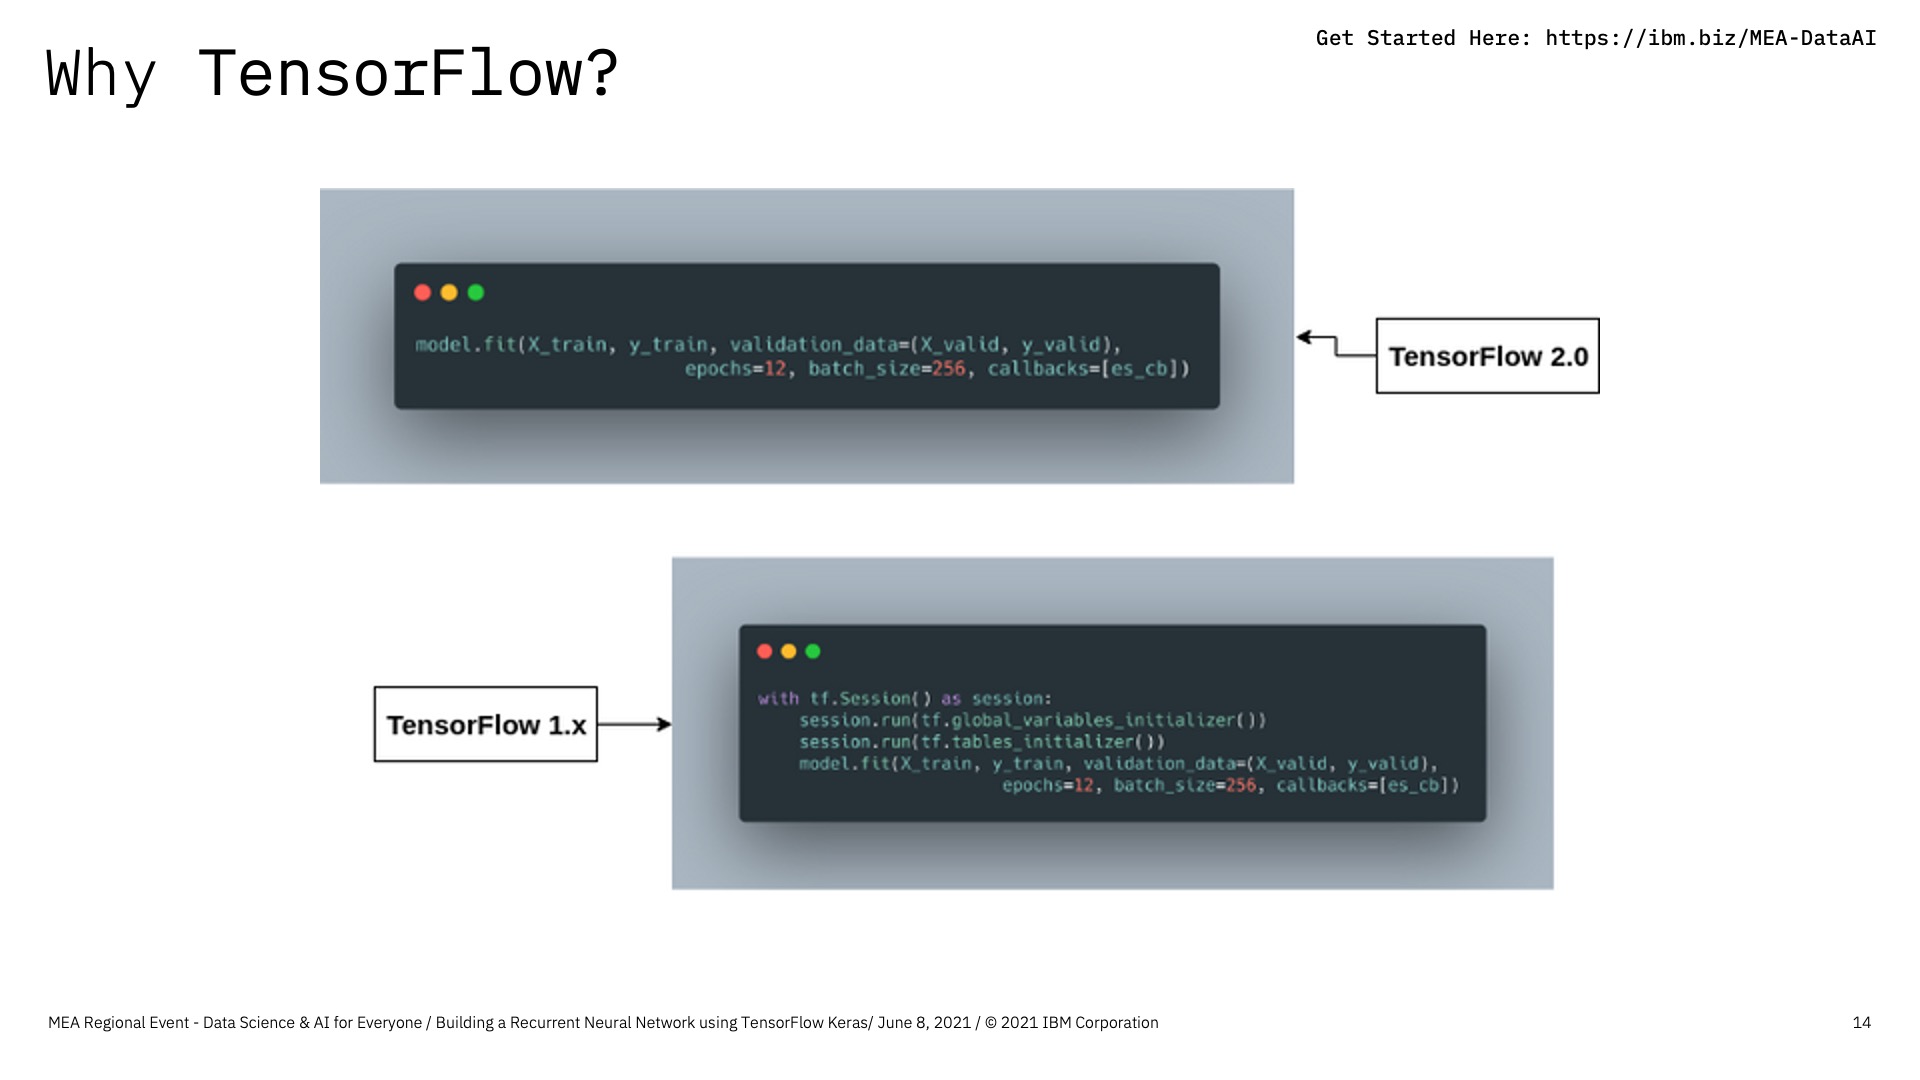 Get Started Here: https://ibm.biz/MEA-DataAI
Why TensorFlow?
model.fit(X_train, y_train, validation_data=(X_valid, y_valid),
epochs=12, batch_size=256, callbacks=[es_cb])
TensorFlow 2.0
TensorFlow 1.x
with tf.Session() as session:
session.run(tf.global_variables_initializer())
session.run(tf.tables_initializer())
model.fit(X_train, y_train, validation_data=(X_valid, y_valid),
epochs=12, batch_size=256, callbacks=[es_cb])
MEA Regional Event - Data Science & AI for Everyone / Building a Recurrent Neural Network using TensorFlow Keras/ June 8, 2021 / © 2021 IBM Corporation
14